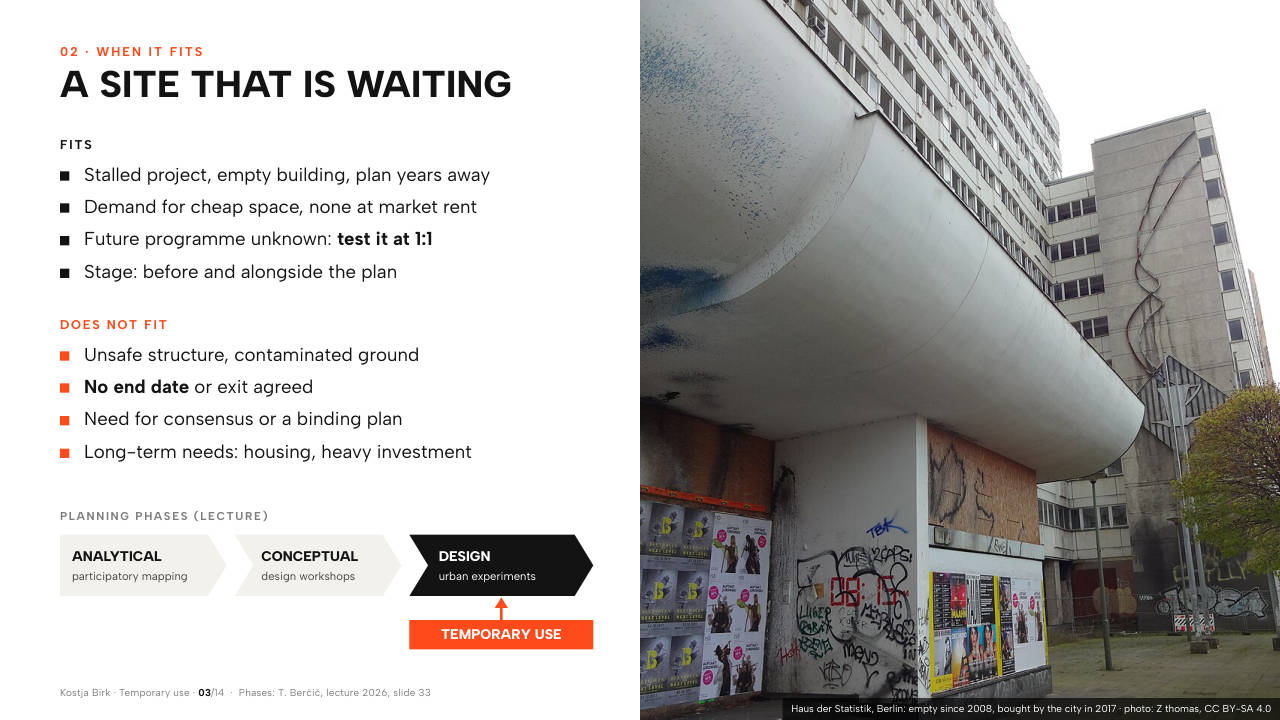 02 · WHEN IT FITS
A SITE THAT IS WAITING
FITS
Stalled project, empty building, plan years away
Demand for cheap space, none at market rent
Future programme unknown: test it at 1:1
Stage: before and alongside the plan
DOES NOT FIT
Unsafe structure, contaminated ground
No end date or exit agreed
Need for consensus or a binding plan
Long-term needs: housing, heavy investment
PLANNING PHASES (LECTURE)
ANALYTICAL
participatory mapping
CONCEPTUAL
design workshops
DESIGN
urban experiments
TEMPORARY USE
Kostja Birk · Temporary use · 03/14 · Phases: T. Berčič, lecture 2026, slide 33
TBK
Haus der Statistik, Berlin: empty since 2008, bought by the city in 2017 · photo: Z thomas, CC BY-SA 4.0